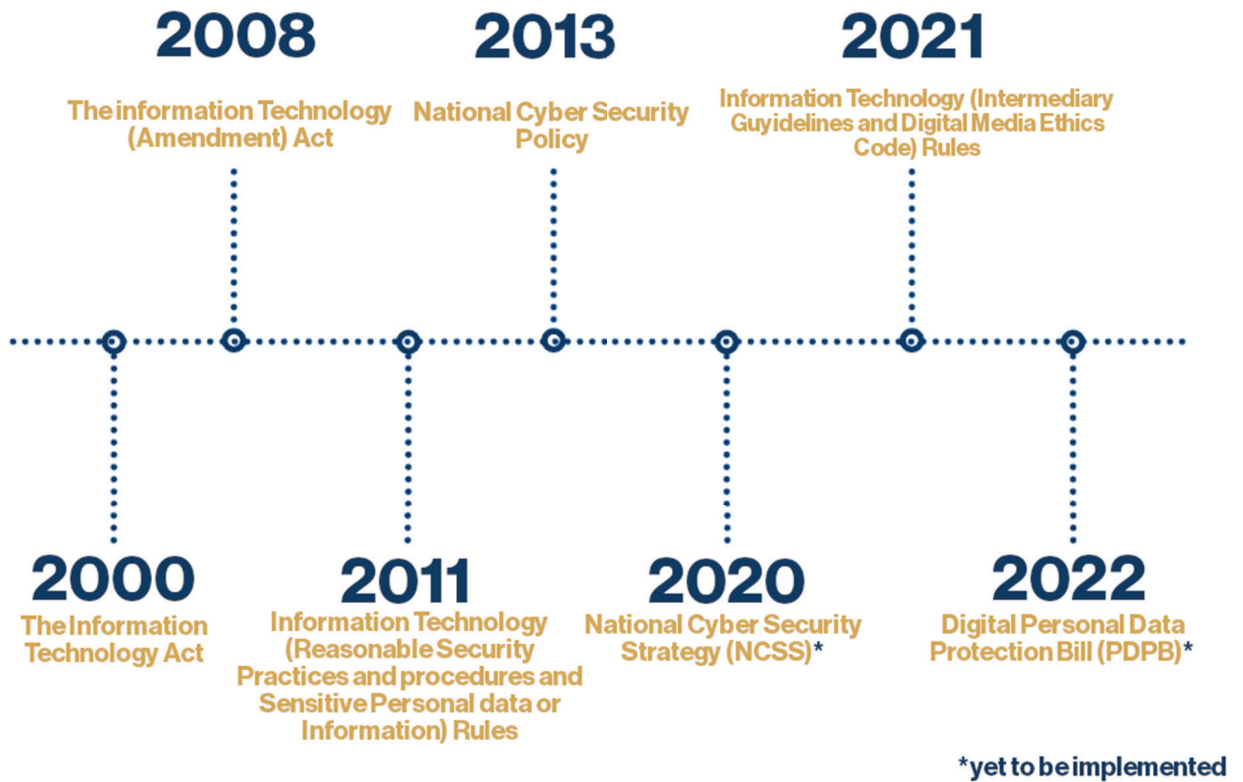 2008
The information Technology
(Amendment) Act
2013
National Cyber Security
Policy
2021
Information Technology (Intermediary
Guyidelines and Digital Media Ethics
Code) Rules
2000
The Information
Technology Act
2011
Information Technology
(Reasonable Security
Practices and procedures and
Sensitive Personal data or
Information) Rules
2020
National Cyber Security
Strategy (NCSS)*
2022
Digital Personal Data
Protection Bill (PDPB)*
*yet to be implemented